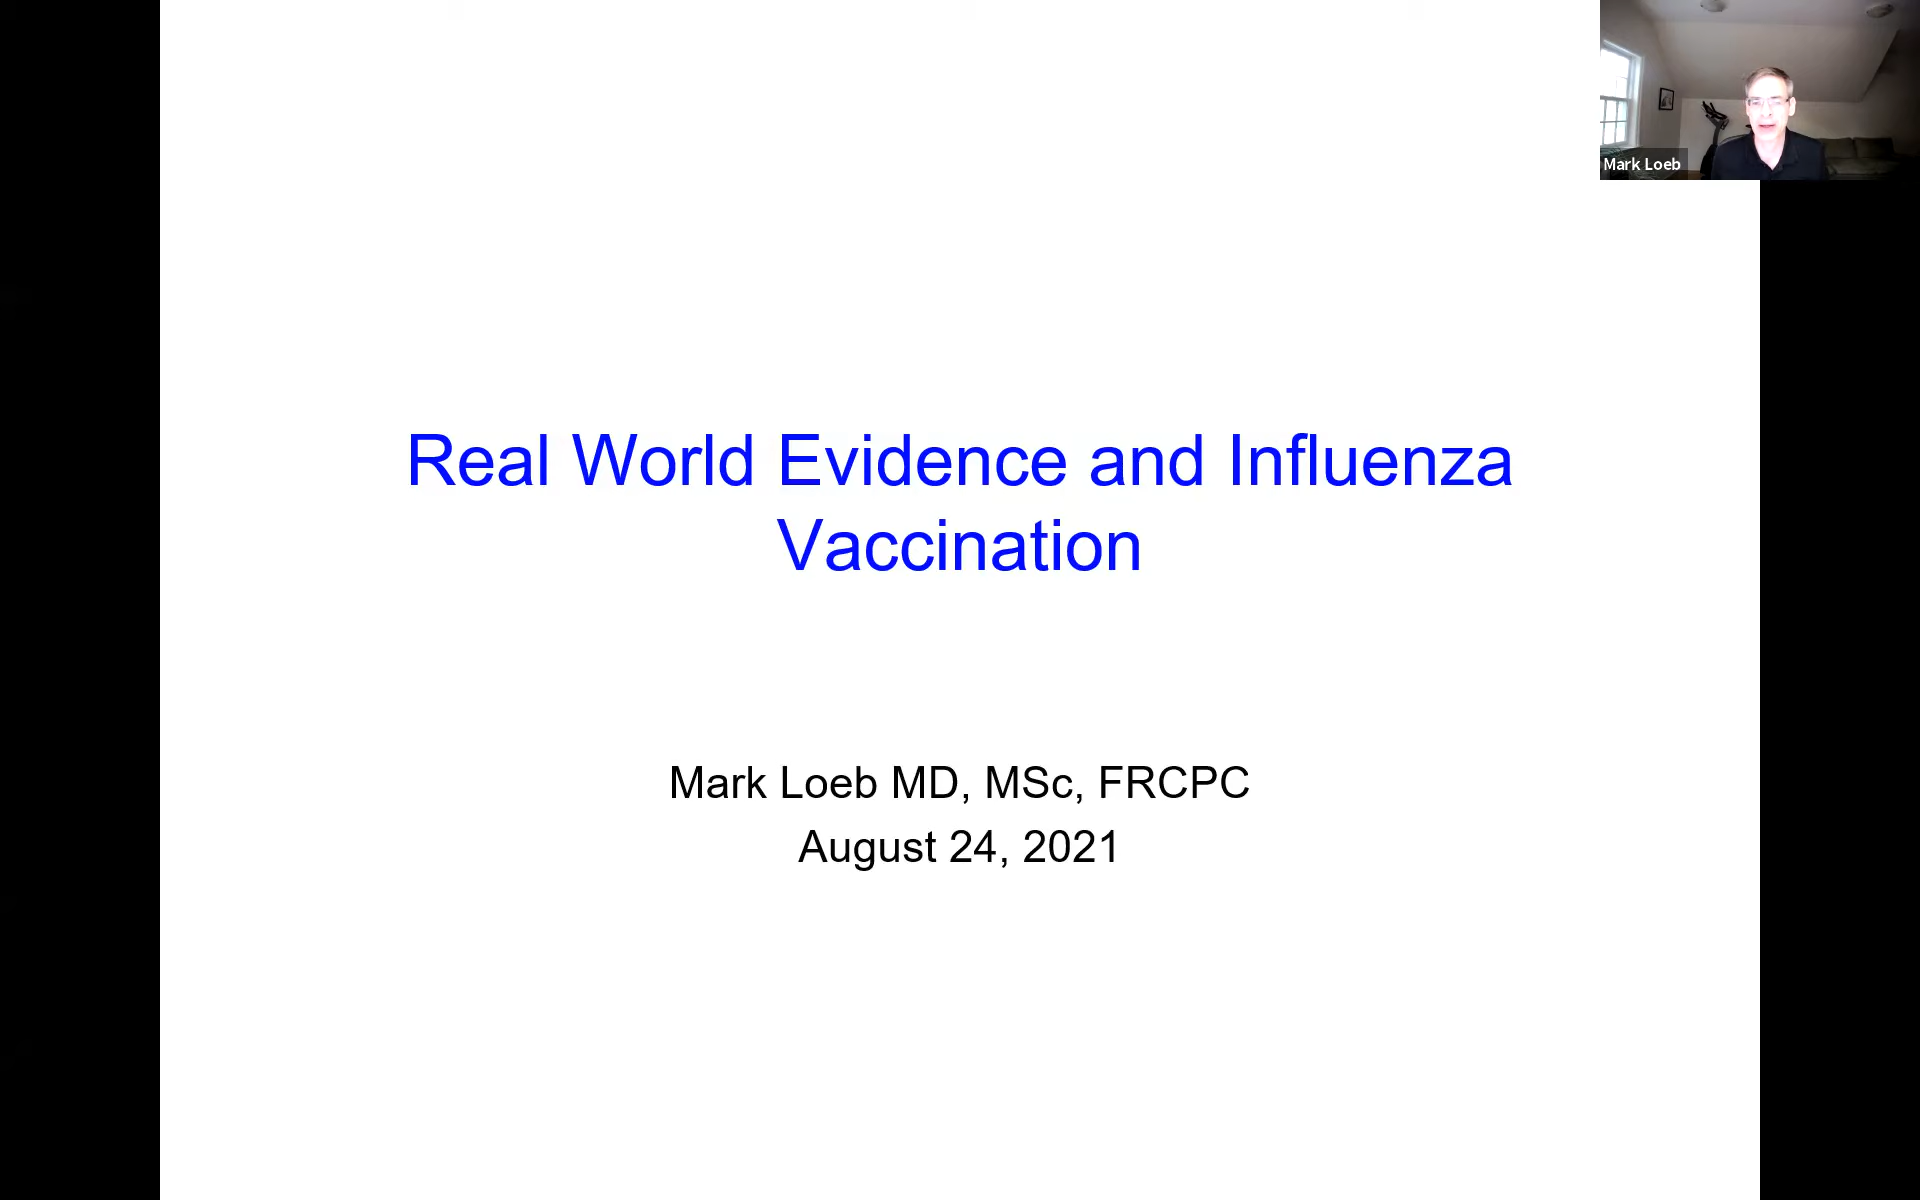 Mark Loeb
Real World Evidence and Influenza
Vaccination
Mark Loeb MD, MSc, FRCPC
August 24, 2021